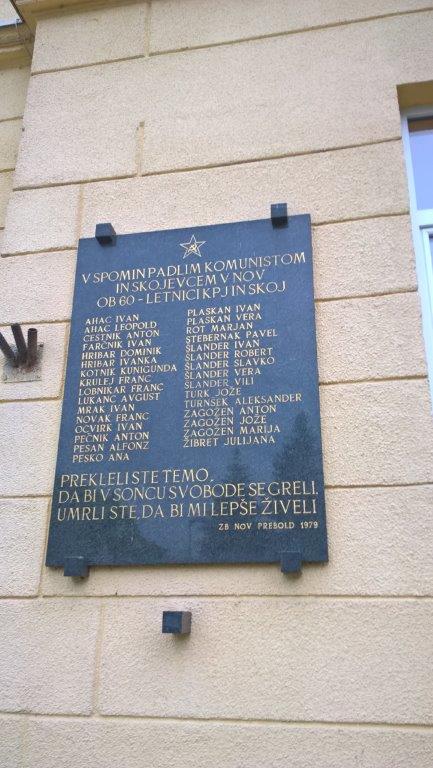 V SPOMIN PADLIM KOMUNISTOM
IN SKOJEVCEM V NOV
OB 60-LETNICI KPJ IN SKOJ
AHAC IVAN
AHAC LEOPOLD
CESTNIK ANTON
FARČNIK IVAN
HRIBAR DOMINIK
HRIBAR IVANKA
KOTNIK KUNIGUNDA
KRULEJ FRANC
LOBNIKAR FRANC
LUKANC AVGUST
MRAK IVAN
NOVAK FRANC
OCVIRK IVAN
PEČNIK ANTON
PESAN ALFONZ
PESKO ANA
PLASKAN IVAN
PLASKAN VERA
ROT MARJAN
STEBERNAK PAVEL
ŠLANDER IVAN
ŠLANDER ROBERT
ŠLANDER SLAVKO
ŠLANDER VERA
ŠLANDER VILI
TURK JOŽE
TURNŠEK ALEKSANDER
ZAGOŽEN ANTON
ZAGOŽEN JOŽE
ZAGOŽEN MARIJA
ŽIBRET JULIJANA
PREKLELI STE TEMO,
DA BI V SONCU SVOBODE SE GRELI,
UMRLI STE DA BI MI LEPŠE ŽIVELI
ZB NOV PREBOLD 1979